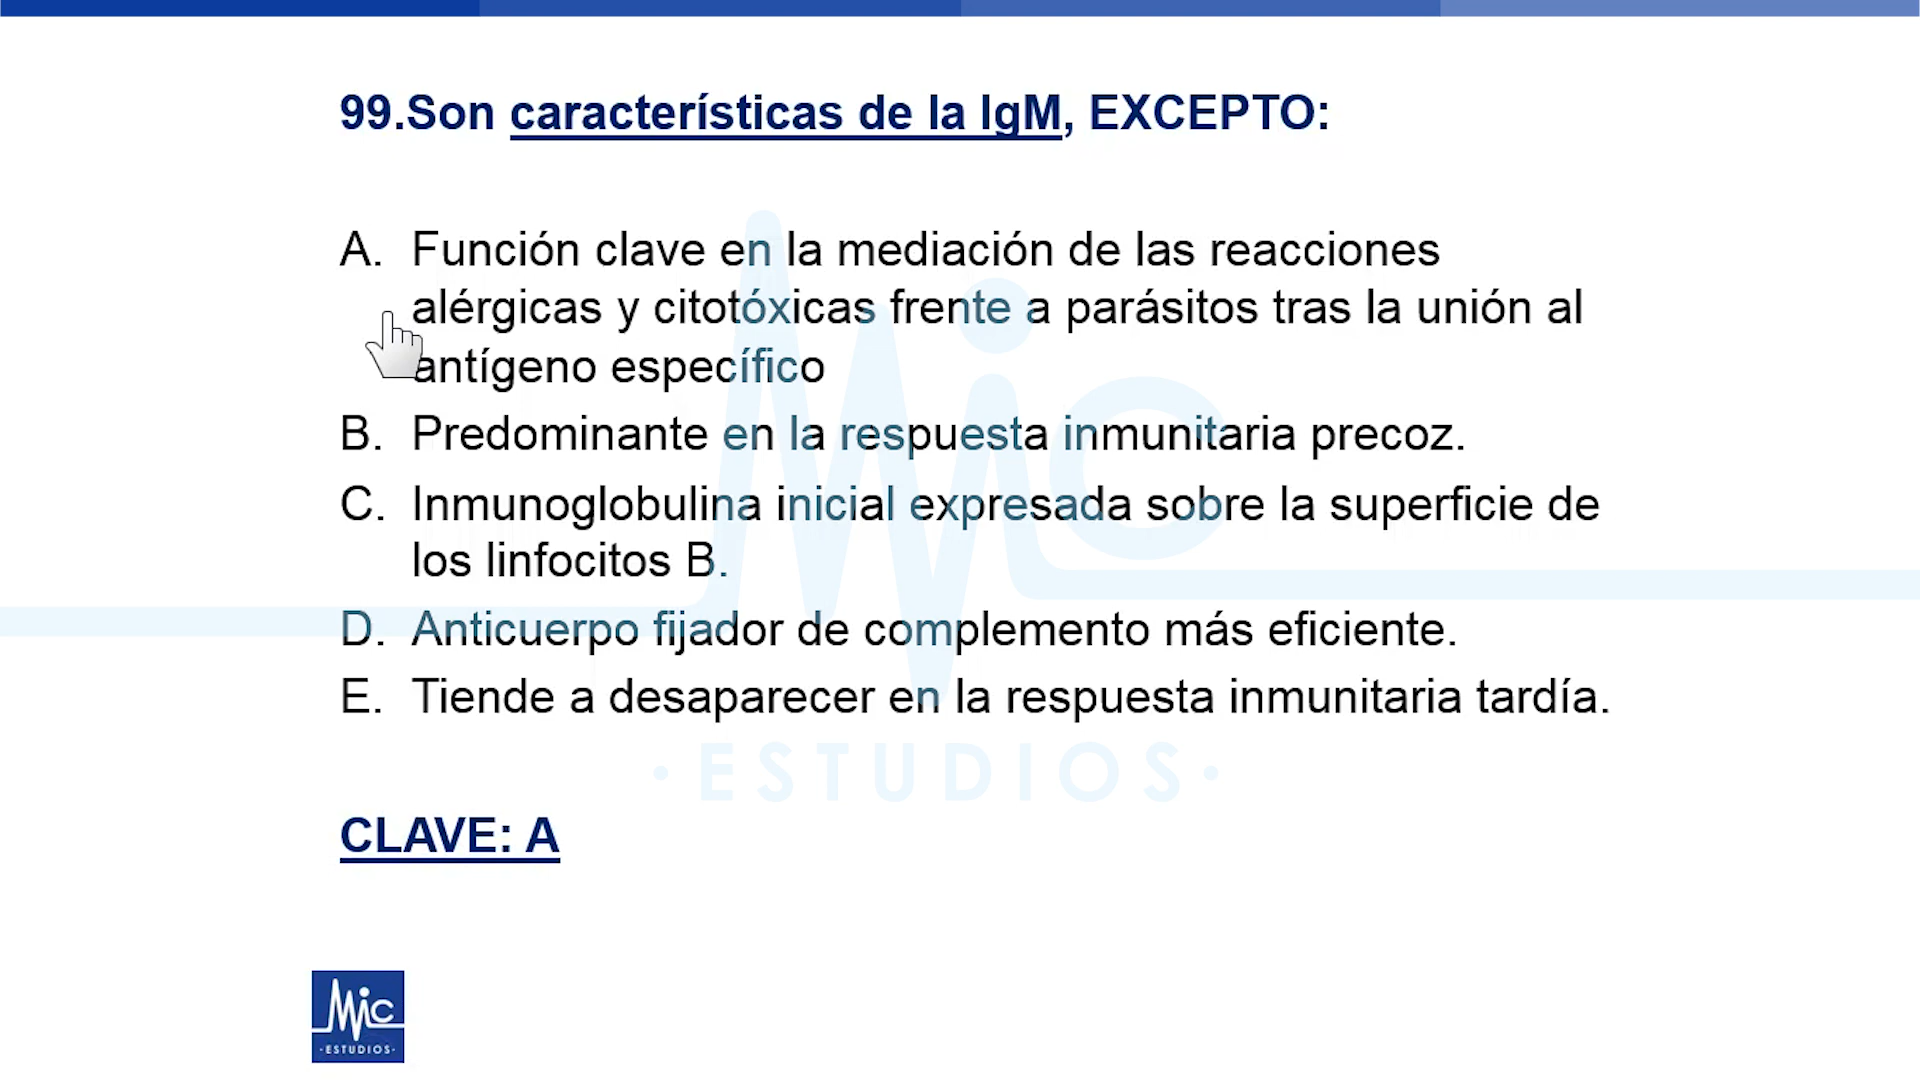 99.Son características de la IgM, EXCEPTO:
A. Función clave en la mediación de las reacciones
alérgicas y citotóxicas frente a parásitos tras la unión al
antígeno específico
B. Predominante en la respuesta inmunitaria precoz.
C. Inmunoglobulina inicial expresada sobre la superficie de
los linfocitos B.
D. Anticuerpo fijador de complemento más eficiente.
E. Tiende a desaparecer en la respuesta inmunitaria tardía.
Mic
·ESTUDIOS·
CLAVE: A
Mic
·ESTUDIOS·